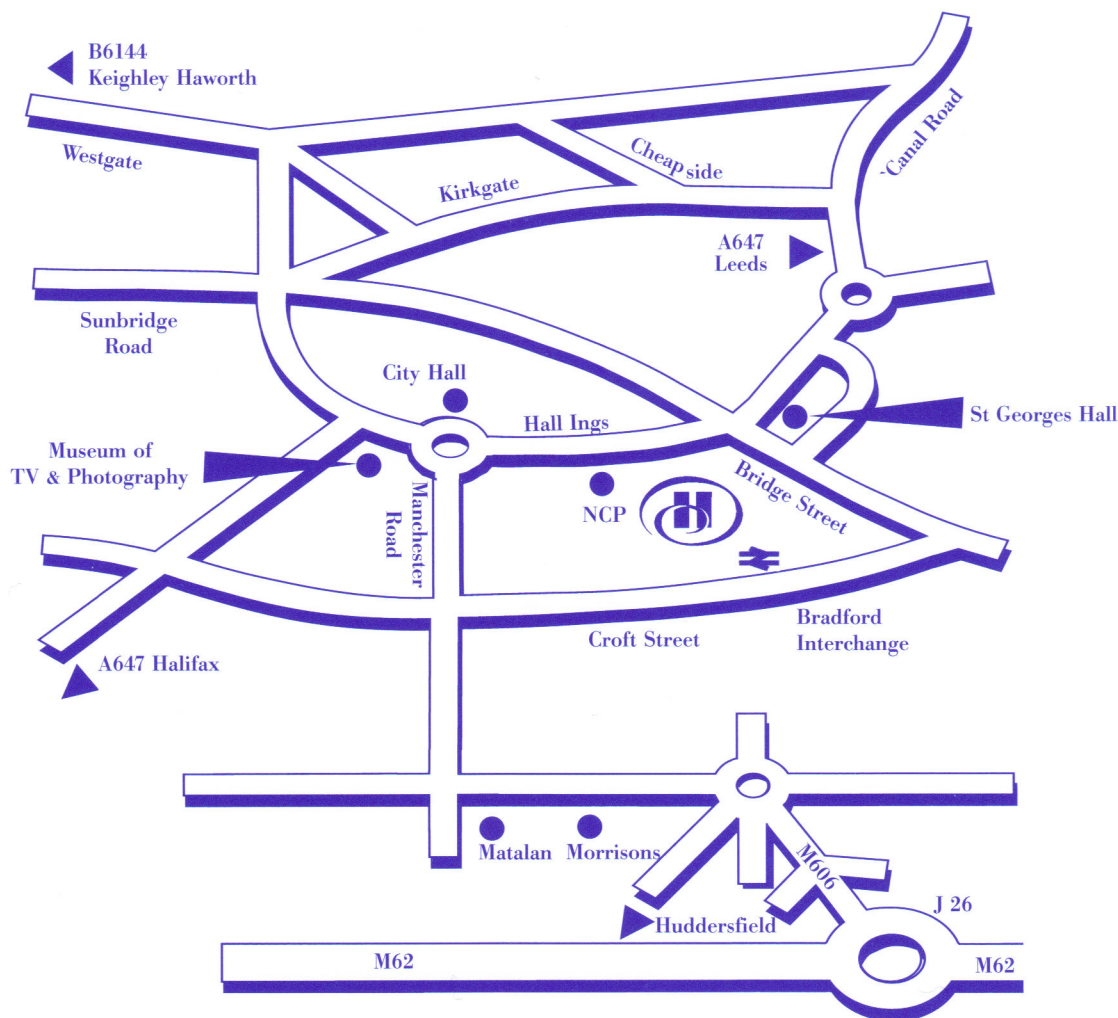 B6144
Keighley Haworth
Westgate
Canal Road
Cheap side
Kirkgate
A647
Leeds
Sunbridge
Road
City Hall
Hall Ings
St Georges Hall
Museum of
TV & Photography
Manchester
Road
NCP
H
Bridge Street
Croft Street
Bradford
Interchange
A647 Halifax
Matalan
Morrisons
M606
J 26
Huddersfield
M62
M62